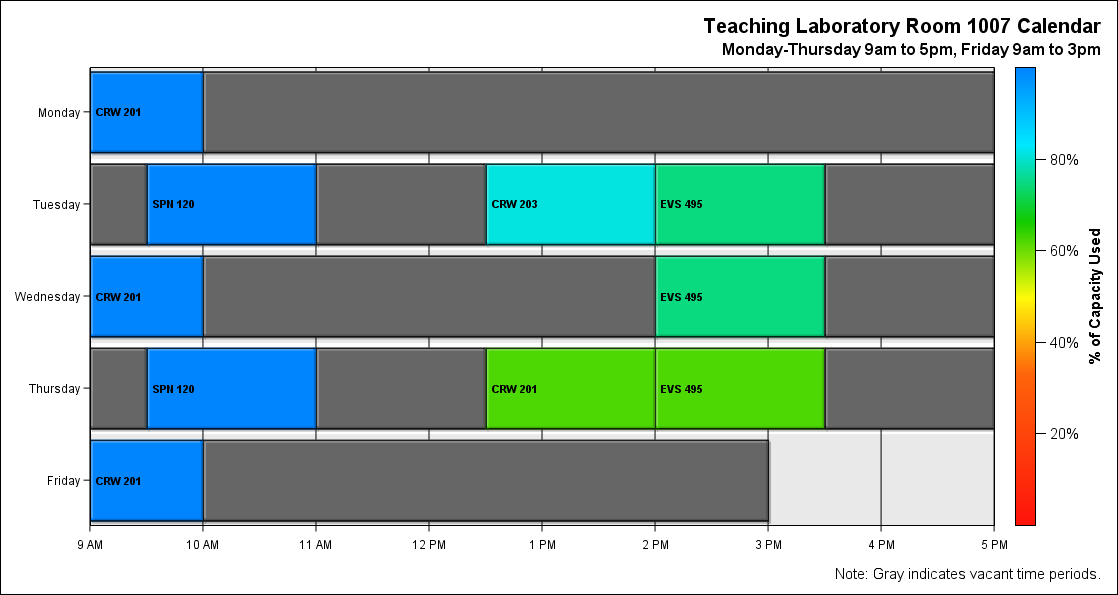 Teaching Laboratory Room 1007 Calendar
Monday-Thursday 9am to 5pm, Friday 9am to 3pm
Monday
CRW 201
Tuesday
SPN 120
CRW 203
EVS 495
Wednesday
CRW 201
EVS 495
Thursday
SPN 120
CRW 201
EVS 495
Friday
CRW 201
9 AM
10 AM
11 AM
12 PM
1 PM
2 PM
3 PM
4 PM
5 PM
80%
60%
40%
20%
% of Capacity Used
Note: Gray indicates vacant time periods.